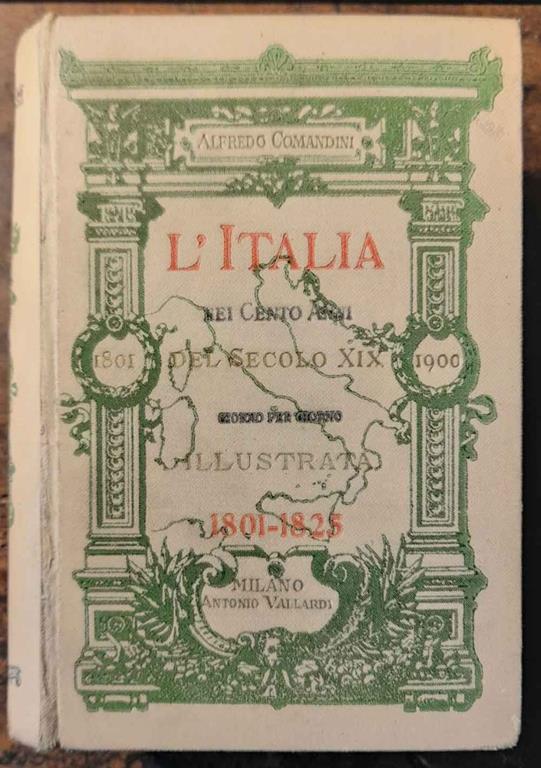 ALFREDO COMANDINI
L'ITALIA
NEI CENTO ANNI
1801 DEL SECOLO XIX 1900
GIORNO PER GIORNO
ILLUSTRATA
1801-1825
MILANO
ANTONIO VALLARDI